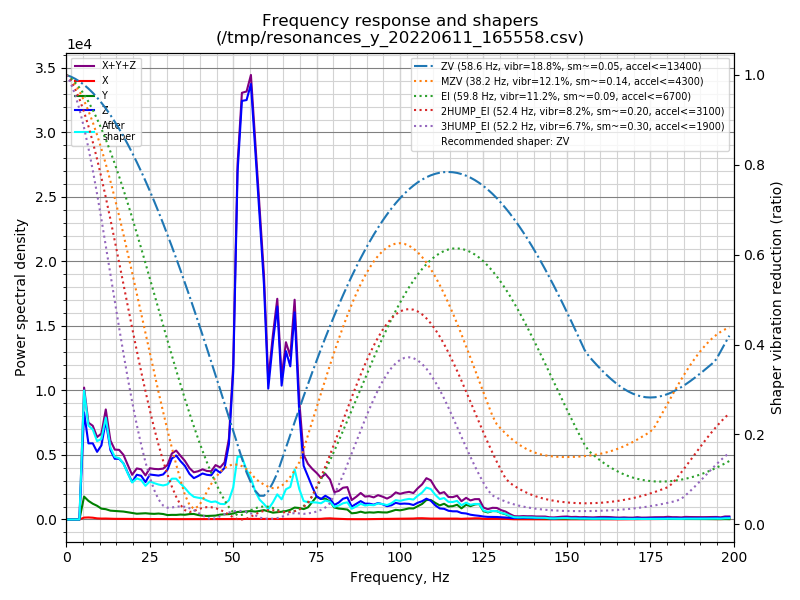 Frequency response and shapers
(/tmp/resonances_y_20220611_165558.csv)
1e4
X+Y+Z
X
Y
Z
After
shaper
ZV (58.6 Hz, vibr=18.8%, sm~=0.05, accel<=13400)
MZV (38.2 Hz, vibr=12.1%, sm~=0.14, accel<=4300)
EI (59.8 Hz, vibr=11.2%, sm~=0.09, accel<=6700)
2HUMP_EI (52.4 Hz, vibr=8.2%, sm~=0.20, accel<=3100)
3HUMP_EI (52.2 Hz, vibr=6.7%, sm~=0.30, accel<=1900)
Recommended shaper: ZV
3.5
3.0
2.5
2.0
1.5
1.0
0.5
0.0
Power spectral density
1.0
0.8
0.6
0.4
0.2
0.0
Shaper vibration reduction (ratio)
0 25 50 75 100 125 150 175 200
Frequency, Hz